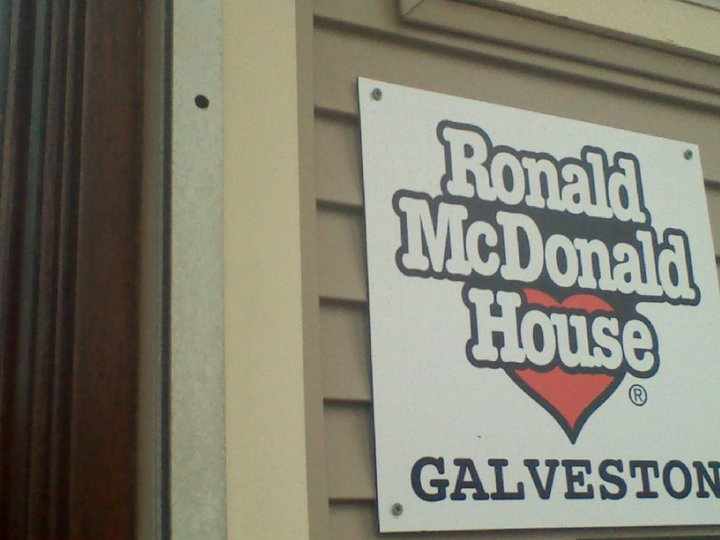 Ronald
McDonald
House
®
GALVESTON